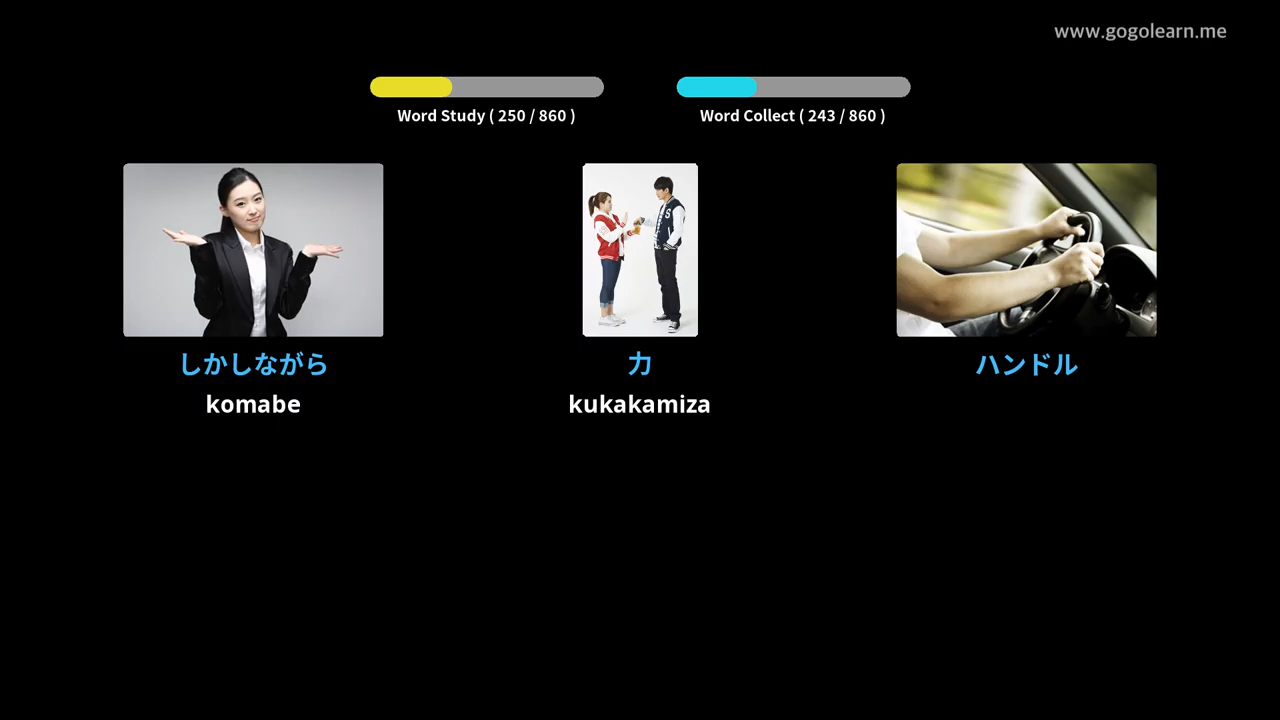 www.gogolearn.me
Word Study ( 250 / 860 )
Word Collect ( 243 / 860 )
しかしながら
力
ハンドル
komabe
kukakamiza